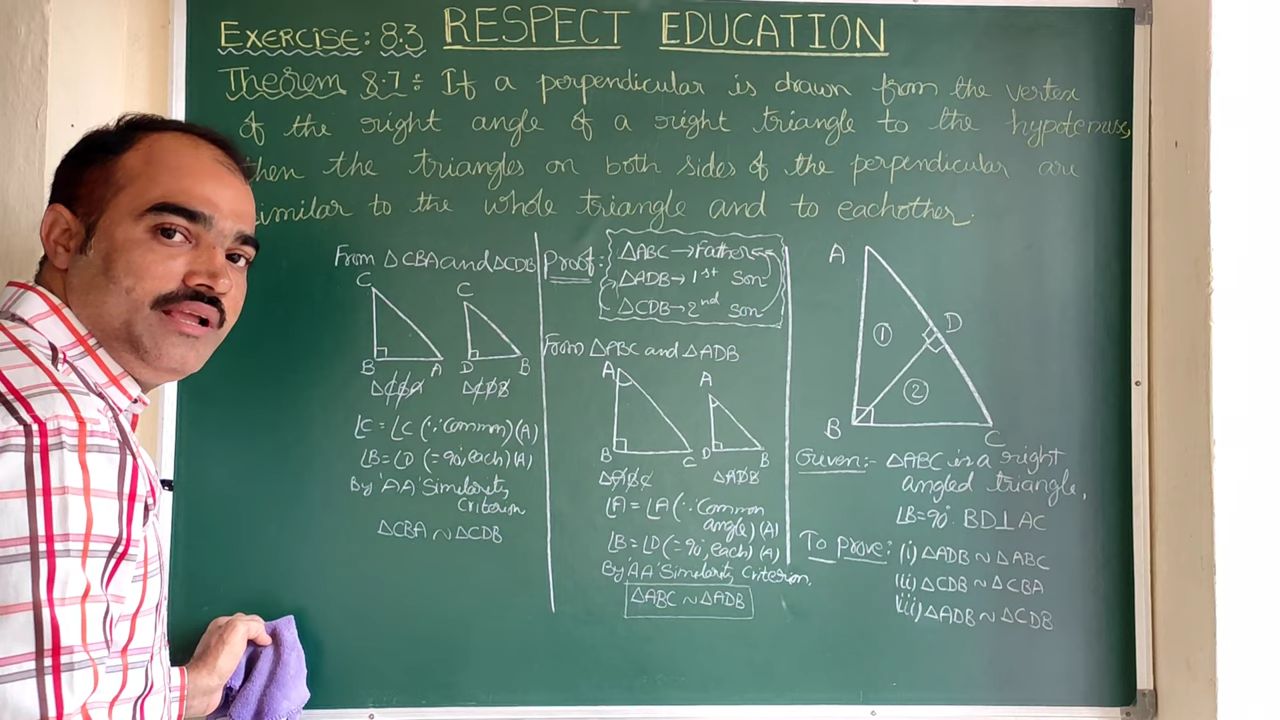 EXERCISE: 8.3 RESPECT EDUCATION
Theorem 8.7: If a perpendicular is drawn from the vertex
of the right angle of a right triangle to the hypotenuse,
then the triangles on both sides of the perpendicular are
similar to the whole triangle and to eachother.
From △CBA and △CDB
C
C
B A D B
△CBA △CDB
∠C = ∠C (∵ Common) (A)
∠B = ∠D (= 90°, each) (A)
By 'AA' Similarity
Criterion
△CBA ~ △CDB
Proof:
△ABC → Father
△ADB → 1st Son
△CDB → 2nd Son
From △ABC and △ADB
A
A
B C D B
△ABC △ADB
∠A = ∠A (∵ Common
angle) (A)
∠B = ∠D (= 90°, each) (A)
By 'AA' Similarity Criterion.
△ABC ~ △ADB
A
D
①
②
B
C
Given:- △ABC is a right
angled triangle,
∠B = 90°. BD ⊥ AC
To prove: (i) △ADB ~ △ABC
(ii) △CDB ~ △CBA
(iii) △ADB ~ △CDB